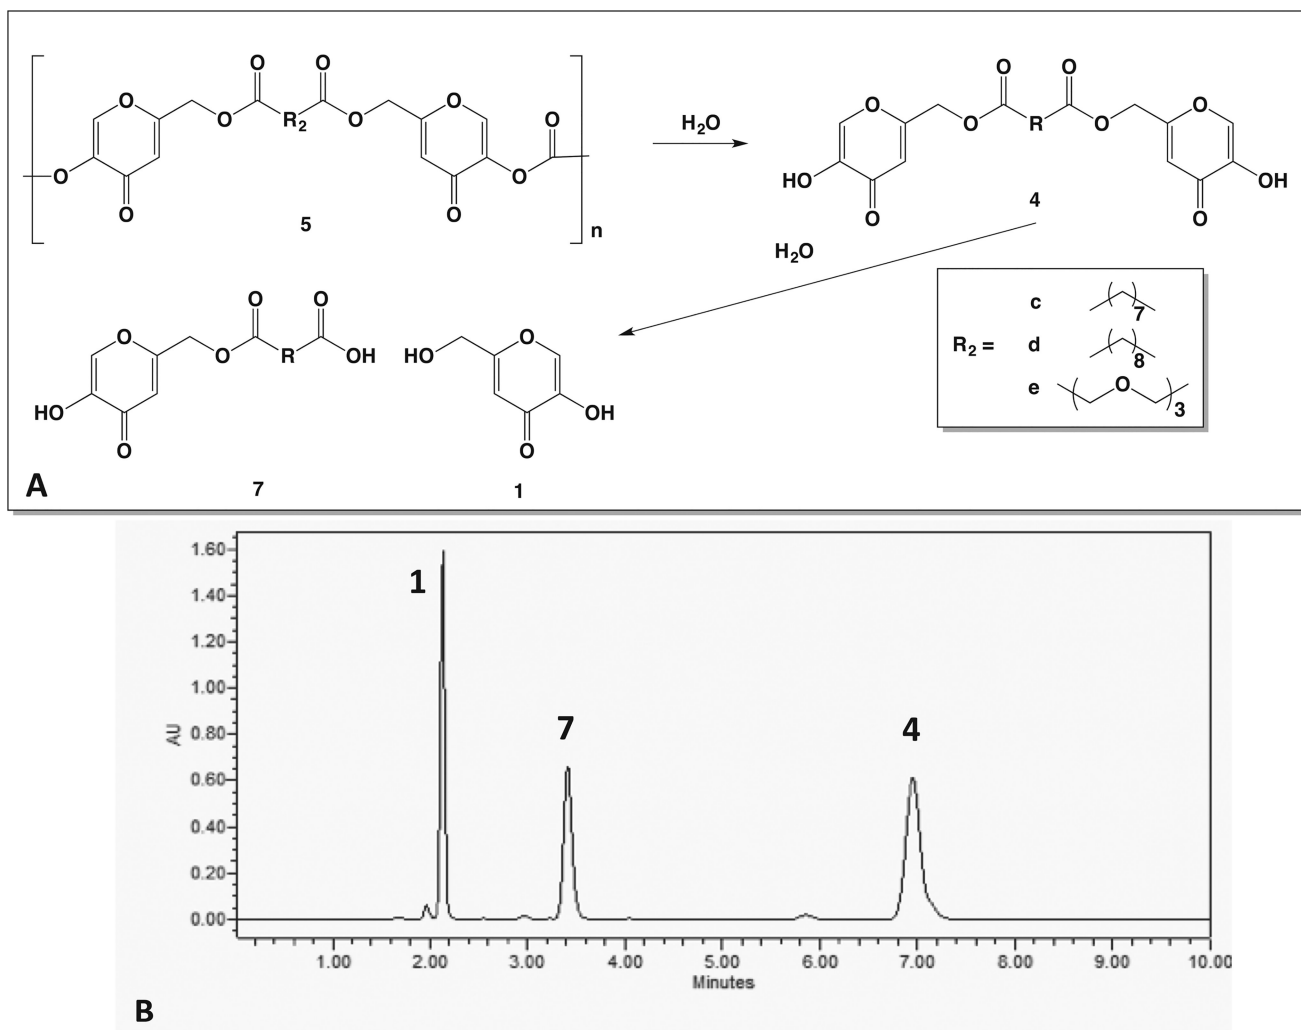 O O
O O
O R2 O O
O O O
O O
5
n
H2O
O O
O O
O R O
HO OH
O O
4
H2O
O O
O
O R OH
HO
O
7
HO O
OH
O
1
R2 =
c 7
d 8
e O 3
A
1.60
1.40
1.20
1.00
0.80
0.60
0.40
0.20
0.00
AU
1
7
4
1.00 2.00 3.00 4.00 5.00 6.00 7.00 8.00 9.00 10.00
Minutes
B